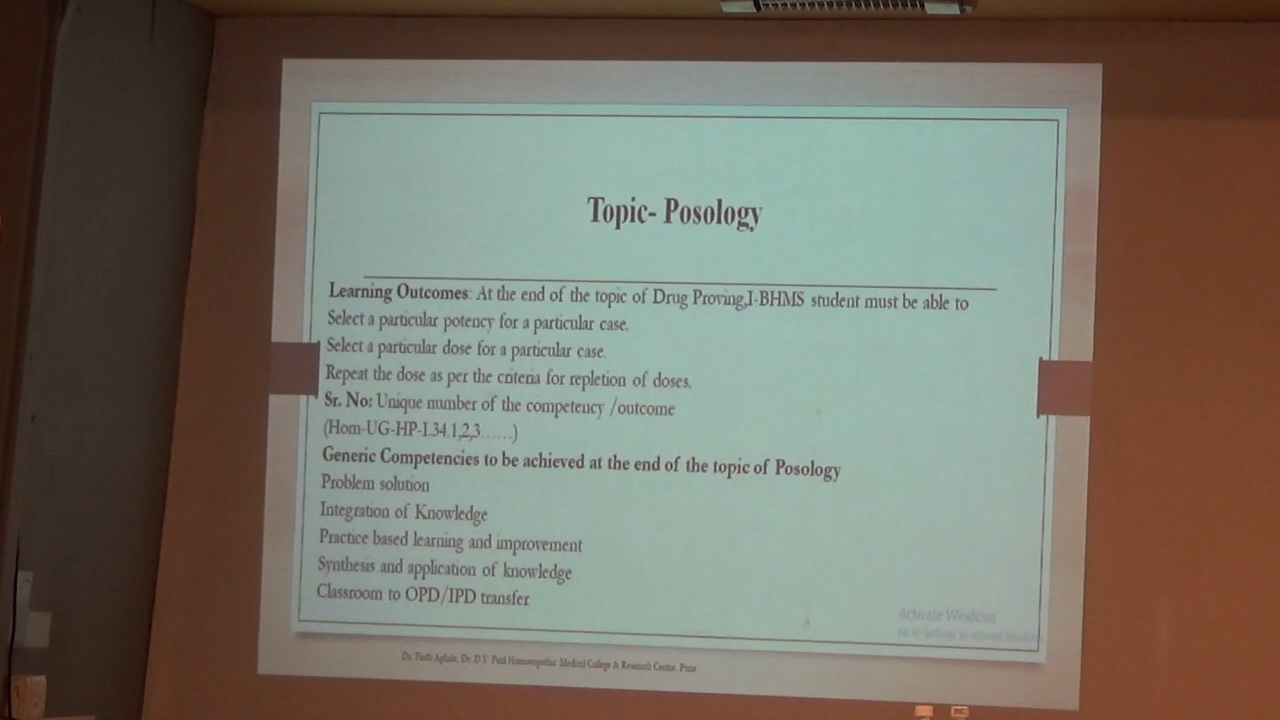 Topic- Posology
Learning Outcomes: At the end of the topic of Drug Proving,I-BHMS student must be able to
Select a particular potency for a particular case.
Select a particular dose for a particular case.
Repeat the dose as per the criteria for repletion of doses.
Sr. No: Unique number of the competency /outcome
(Hom-UG-HP-I.34.1,2,3……)
Generic Competencies to be achieved at the end of the topic of Posology
Problem solution
Integration of Knowledge
Practice based learning and improvement
Synthesis and application of knowledge
Classroom to OPD/IPD transfer
Activate Windows
Go to Settings to activate Windows
Dr. Dr. D.Y. Patil Homoeopathic Medical College & Research Centre, Pune